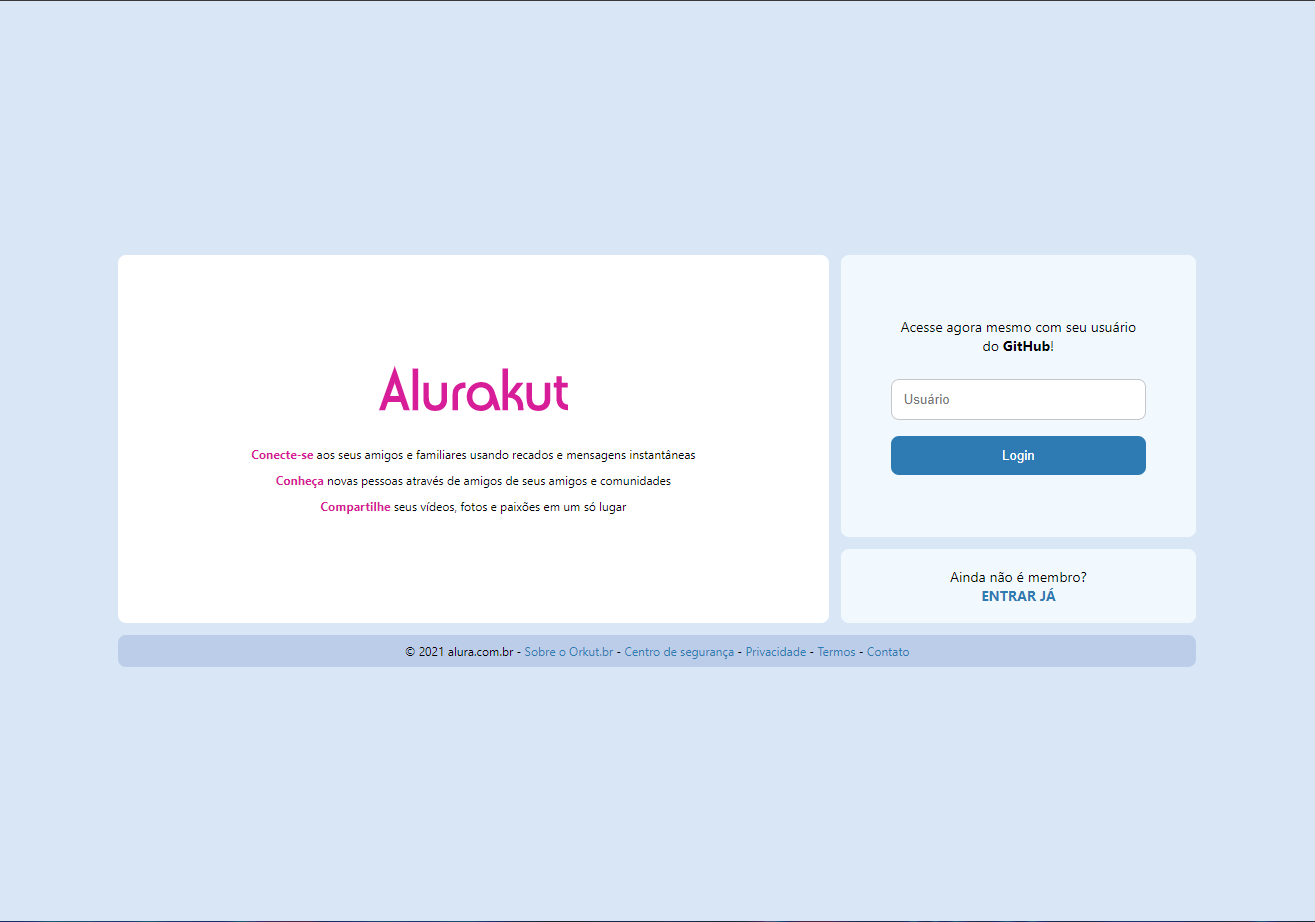 Alurakut
Conecte-se aos seus amigos e familiares usando recados e mensagens instantâneas
Conheça novas pessoas através de amigos de seus amigos e comunidades
Compartilhe seus vídeos, fotos e paixões em um só lugar
Acesse agora mesmo com seu usuário
do GitHub!
Usuário
Login
Ainda não é membro?
ENTRAR JÁ
© 2021 alura.com.br - Sobre o Orkut.br - Centro de segurança - Privacidade - Termos - Contato